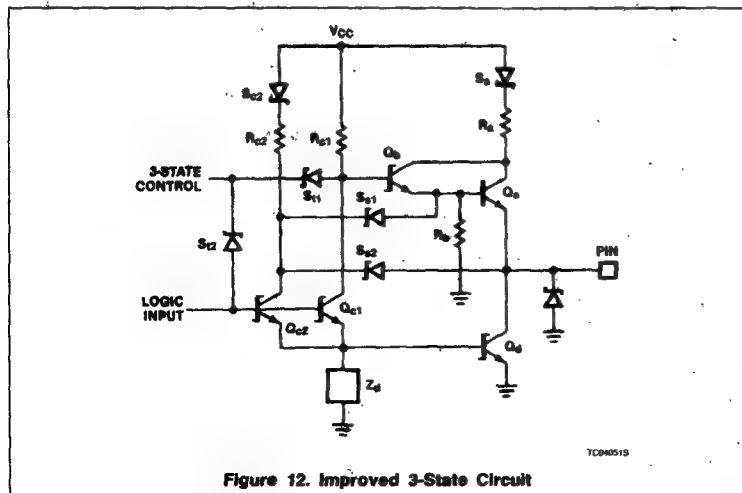 VCC
Sc2
Sa
Rc2
Rc1
Ra
Qb
3-STATE
CONTROL
St1
Qa
Ss1
Rb
St2
Ss2
PIN
LOGIC
INPUT
Qc2
Qc1
Qd
Zd
TC04051S
Figure 12. Improved 3-State Circuit